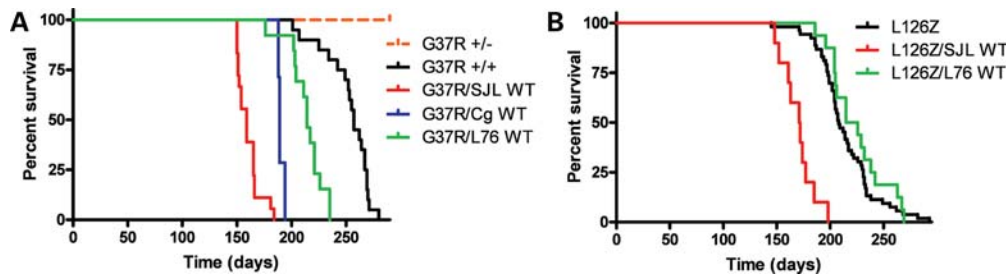 A
Percent survival
100
75
50
25
0
0 50 100 150 200 250
Time (days)
G37R +/-
G37R +/+
G37R/SJL WT
G37R/Cg WT
G37R/L76 WT
B
Percent survival
100
75
50
25
0
0 50 100 150 200 250
Time (days)
L126Z
L126Z/SJL WT
L126Z/L76 WT